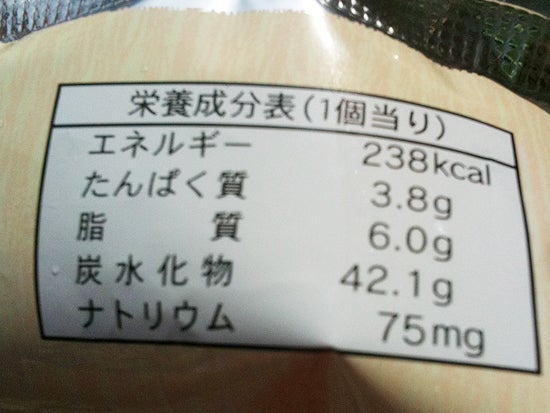 栄養成分表(1個当り)
エネルギー 238kcal
たんぱく質 3.8g
脂質 6.0g
炭水化物 42.1g
ナトリウム 75mg